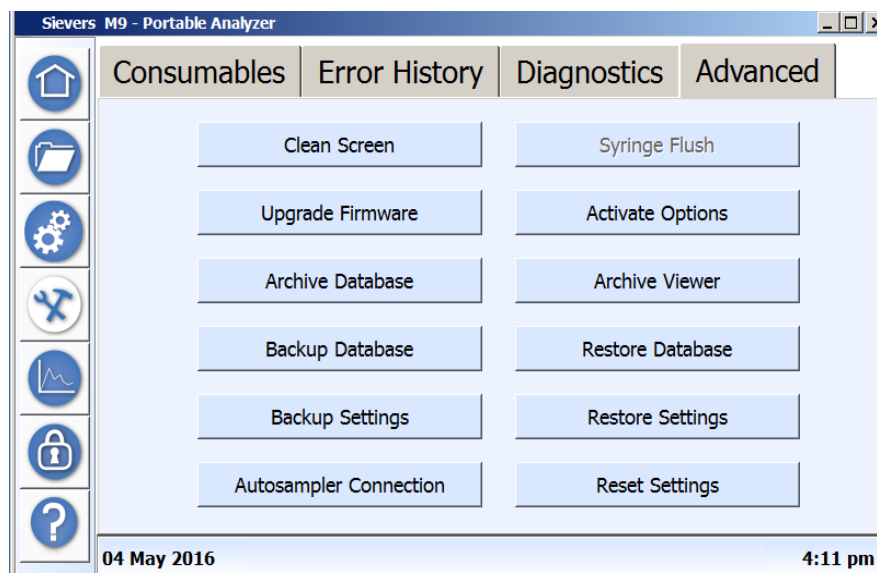 Sievers M9 - Portable Analyzer
Consumables Error History Diagnostics Advanced
Clean Screen Syringe Flush
Upgrade Firmware Activate Options
Archive Database Archive Viewer
Backup Database Restore Database
Backup Settings Restore Settings
Autosampler Connection Reset Settings
?
04 May 2016 4:11 pm